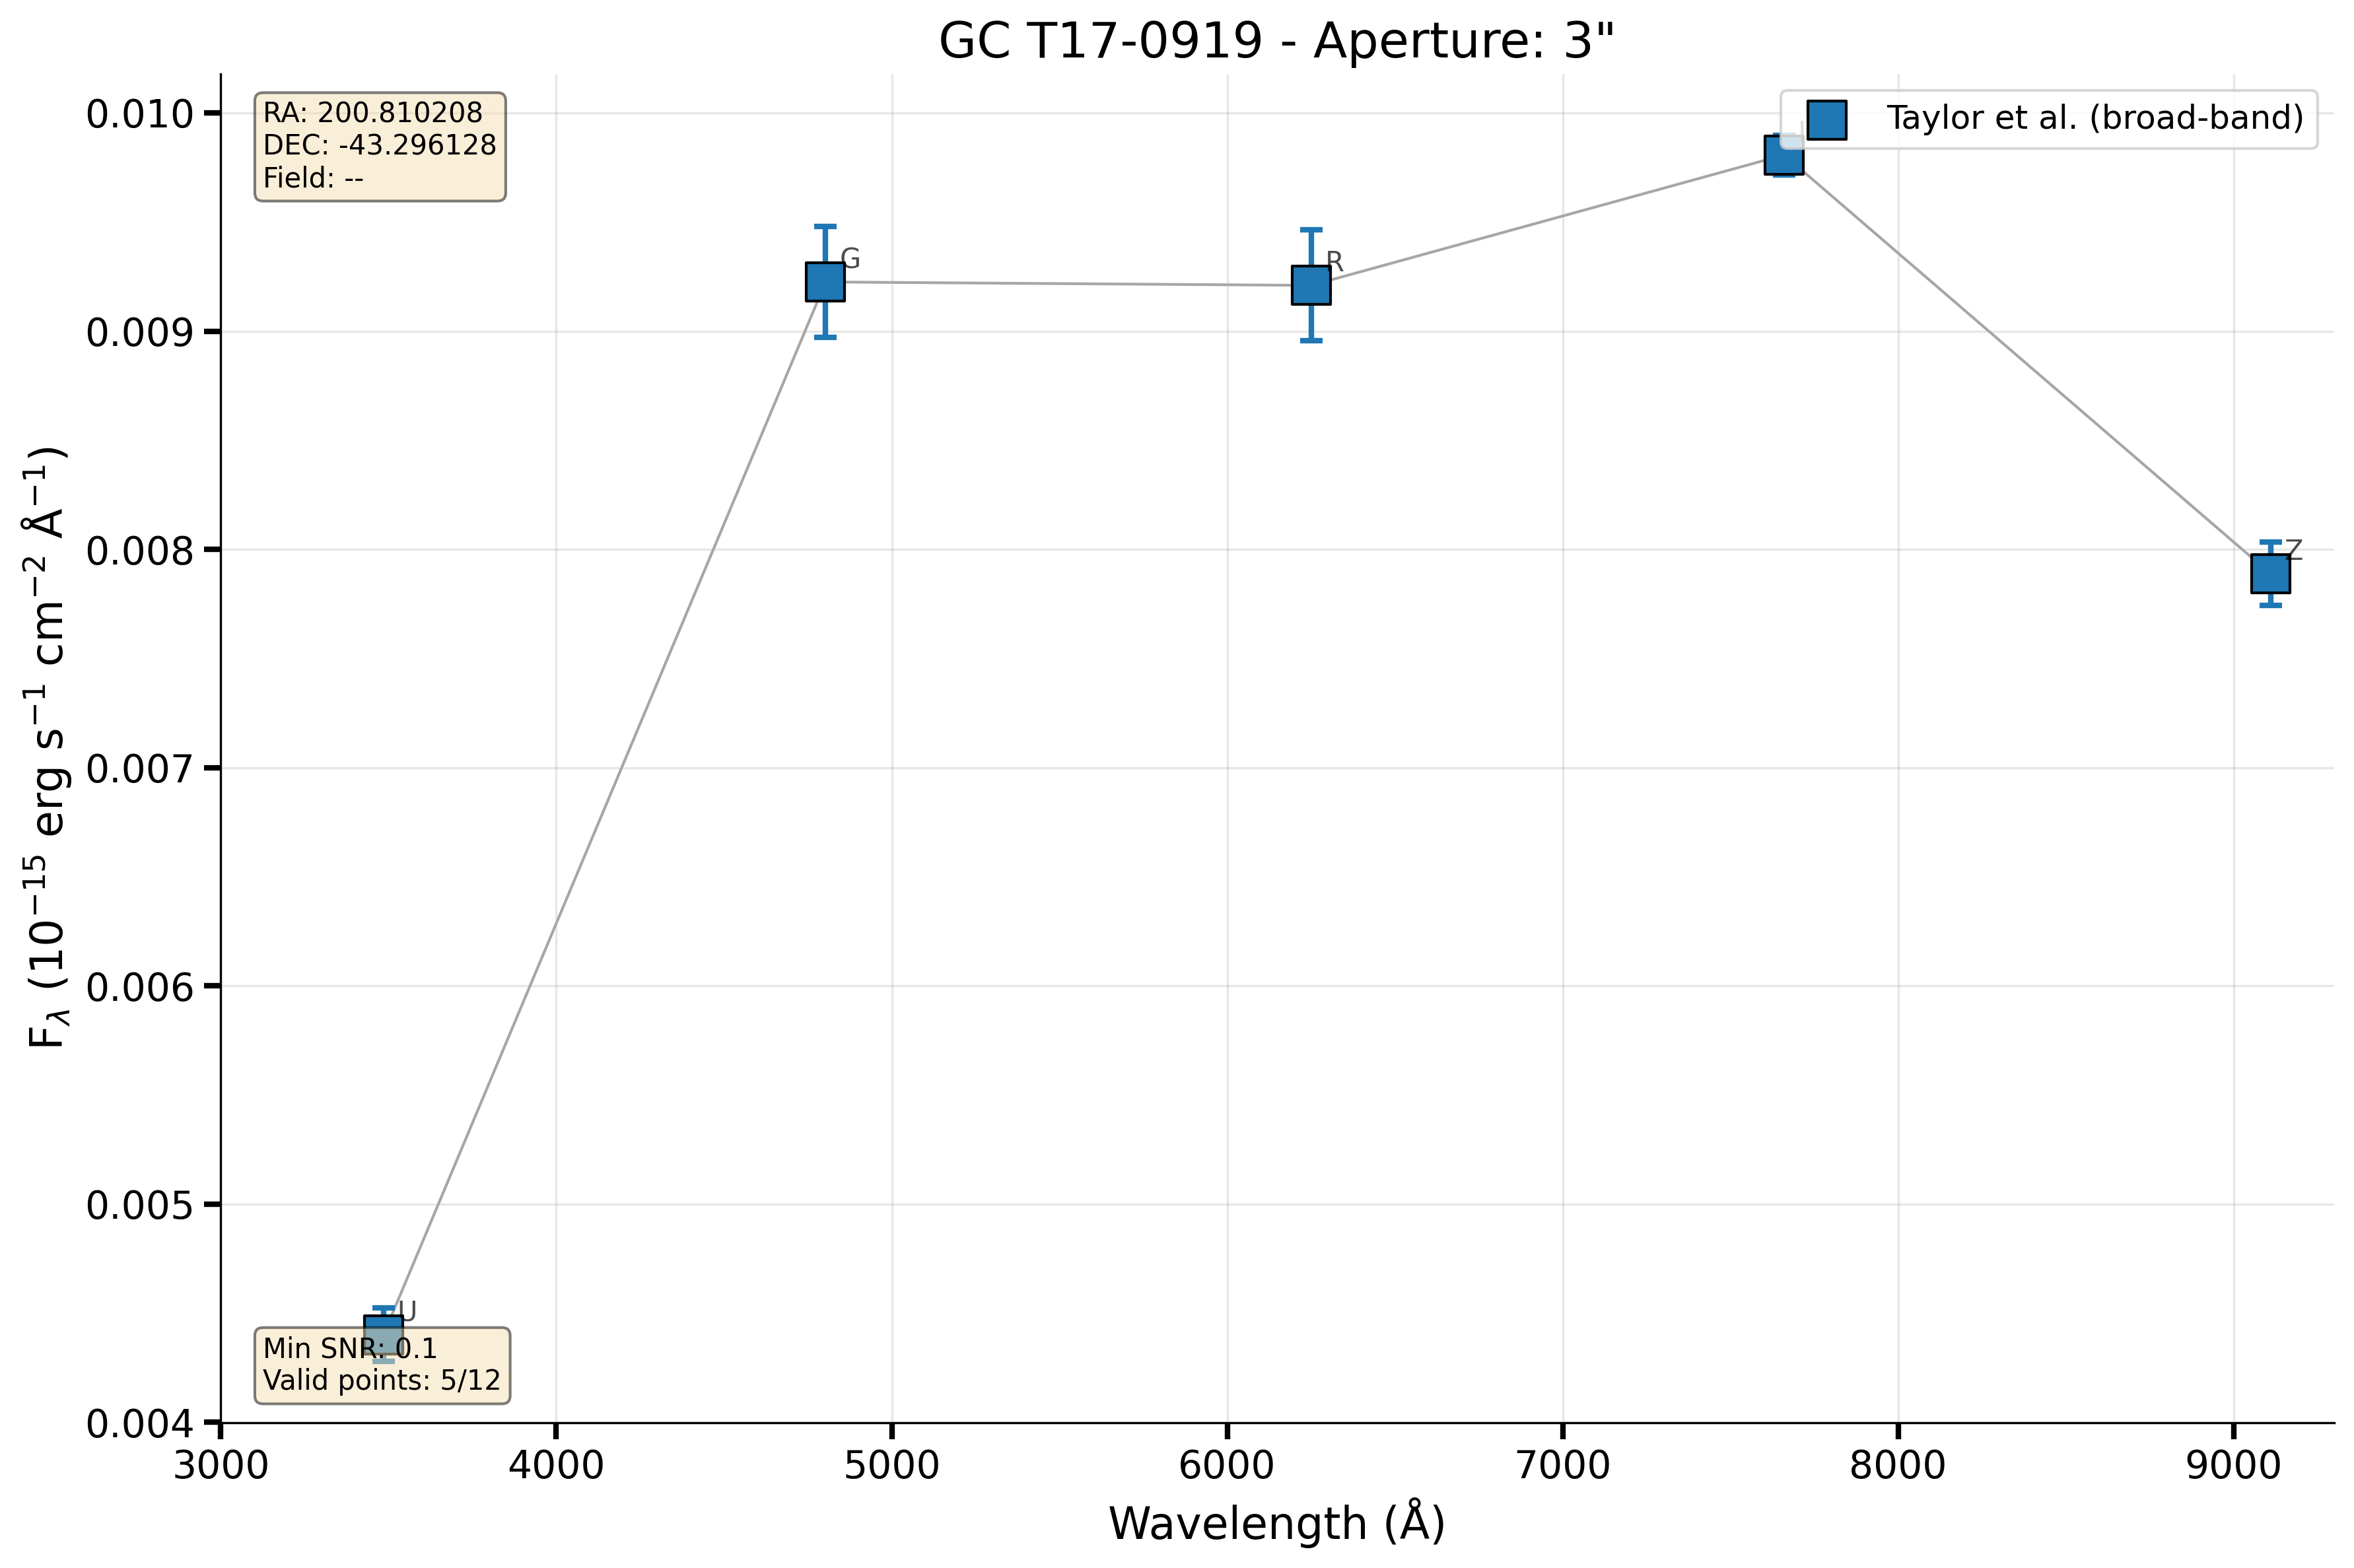 GC T17-0919 - Aperture: 3"
RA: 200.810208
DEC: -43.296128
Field: --
Taylor et al. (broad-band)
0.010
0.009
0.008
0.007
0.006
0.005
0.004
F_λ (10⁻¹⁵ erg s⁻¹ cm⁻² Å⁻¹)
G
R
Z
U
Min SNR: 0.1
Valid points: 5/12
3000 4000 5000 6000 7000 8000 9000
Wavelength (Å)